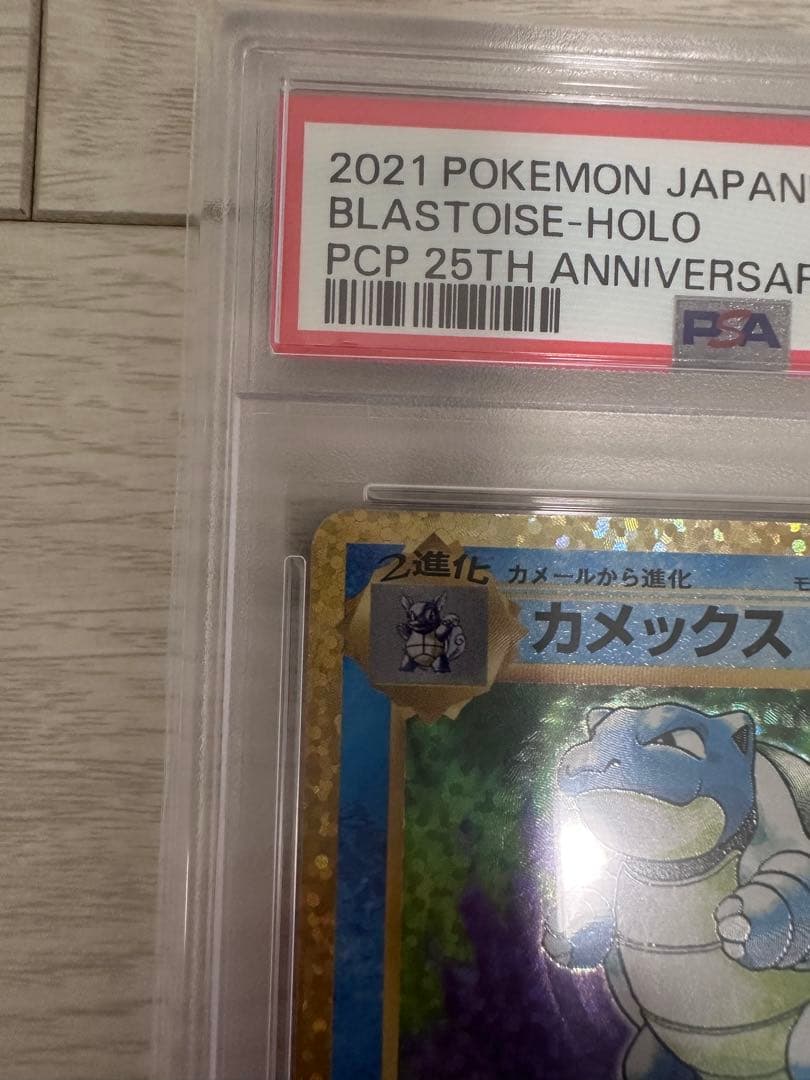 2021 POKEMON JAPAN
BLASTOISE-HOLO
PCP 25TH ANNIVERSAR
PSA
2進化
カメールから進化
モ
カメックス